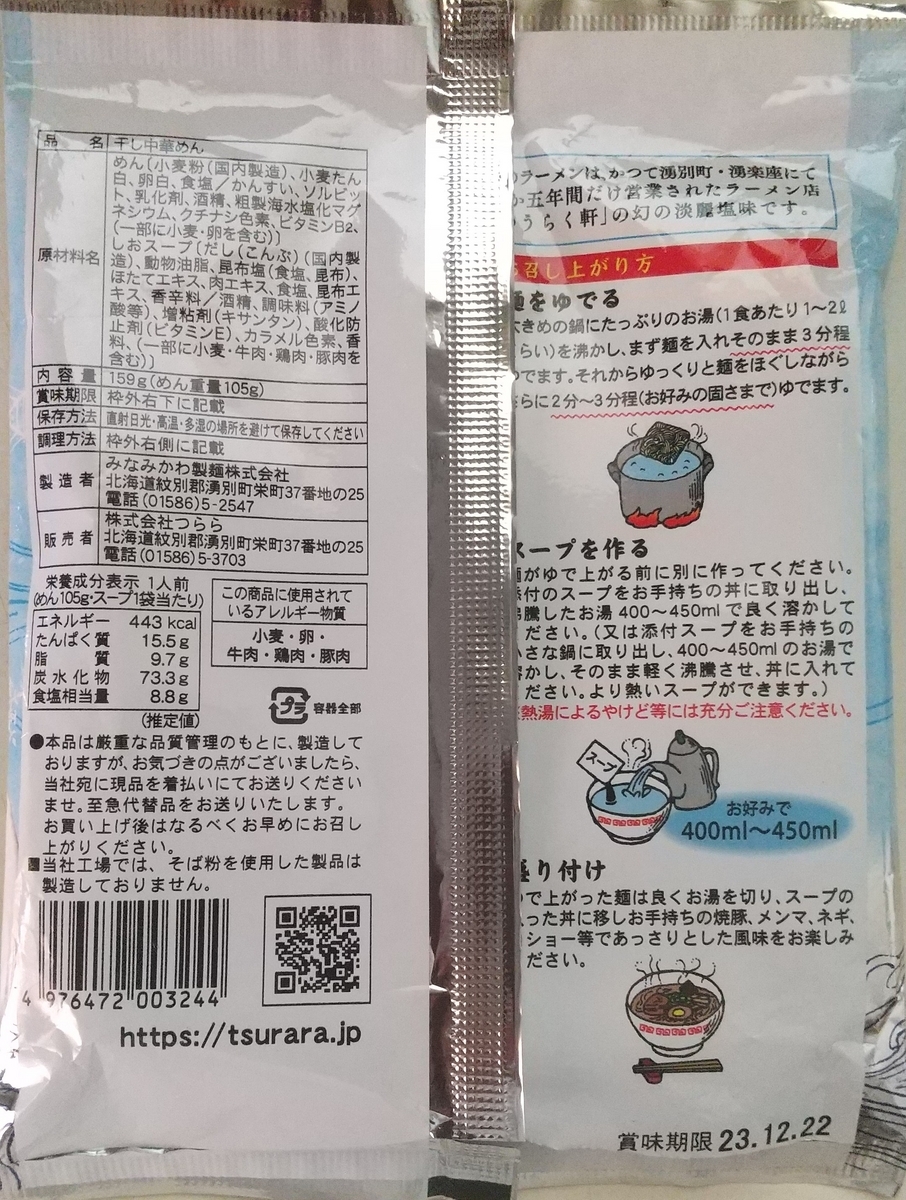 品名 干し中華めん
原材料名
めん(小麦粉(国内製造)、小麦たん
白、卵白、食塩/かんすい、ソルビッ
ト、乳化剤、酒精、粗製海水塩化マグ
ネシウム、クチナシ色素、ビタミンB2、
(一部に小麦・卵を含む))
しおスープ(だし(こんぶ)(国内製
造)、動物油脂、昆布塩(食塩、昆布)、
ほたてエキス、肉エキス、食塩、昆布エ
キス、香辛料/酒精、調味料(アミノ
酸等)、増粘剤(キサンタン)、酸化防
止剤(ビタミンE)、カラメル色素、香
料、(一部に小麦・牛肉・鶏肉・豚肉を
含む))
内容量 159g(めん重量105g)
賞味期限 枠外右下に記載
保存方法 直射日光・高温・多湿の場所を避けて保存してください
調理方法 枠外右側に記載
製造者
みなみかわ製麺株式会社
北海道紋別郡湧別町栄町37番地の25
電話(01586)5-2547
販売者
株式会社つらら
北海道紋別郡湧別町栄町37番地の25
電話(01586)5-3703
栄養成分表示 1人前
(めん105g・スープ1袋当たり)
エネルギー 443 kcal
たんぱく質 15.5g
脂質 9.7g
炭水化物 73.3g
食塩相当量 8.8g
(推定値)
この商品に使用されて
いるアレルギー物質
小麦・卵・
牛肉・鶏肉・豚肉
プラ 容器全部
●本品は厳重な品質管理のもとに、製造して
おりますが、お気づきの点がございましたら、
当社宛に現品を着払いにてお送りください
ませ。至急代替品をお送りいたします。
お買い上げ後はなるべくお早めにお召し
上がりください。
■当社工場では、そば粉を使用した製品は
製造しておりません。
4 976472 003244
https://tsurara.jp
ラーメンは、かつて湧別町・湧楽座にて
五年間だけ営業されたラーメン店
うらく軒」の幻の淡麗塩味です。
召し上がり方
麺をゆでる
きめの鍋にたっぷりのお湯(1食あたり1〜2ℓ
らい)を沸かし、まず麺を入れそのまま3分程
でます。それからゆっくりと麺をほぐしながら
らに2分〜3分程(お好みの固さまで)ゆでます。
スープを作る
がゆで上がる前に別に作ってください。
付のスープをお手持ちの丼に取り出し、
騰したお湯400〜450mlで良く溶かして
ださい。(又は添付スープをお手持ちの
さな鍋に取り出し、400〜450mlのお湯で
かし、そのまま軽く沸騰させ、丼に入れて
ださい。より熱いスープができます。)
熱湯によるやけど等には充分ご注意ください。
スープ
お好みで
400ml〜450ml
盛り付け
で上がった麺は良くお湯を切り、スープの
った丼に移しお手持ちの焼豚、メンマ、ネギ、
ショー等であっさりとした風味をお楽しみ
ださい。
賞味期限 23.12.22